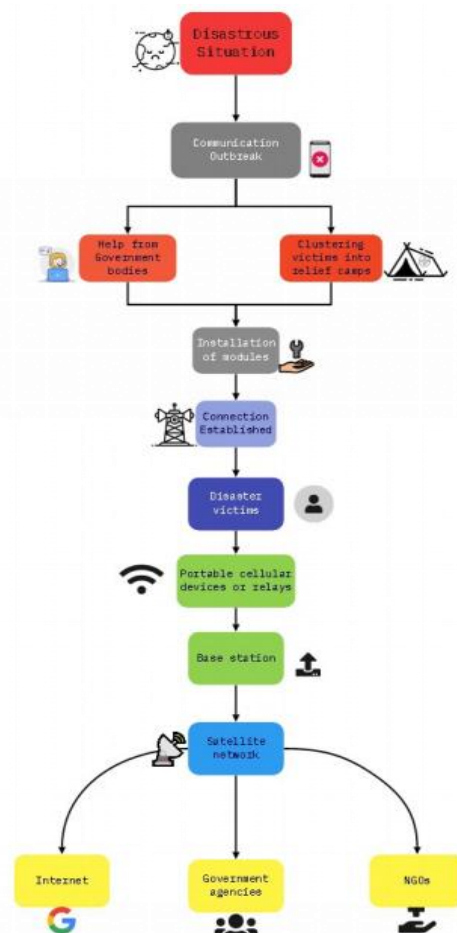 Disastrous
Situation
Communication
Outbreak
Help from
Government
bodies
Clustering
victims into
relief camps
Installation
of modules
Connection
Established
Disaster
victims
Portable cellular
devices or relays
Base station
Satellite
network
Internet
Government
agencies
NGOs